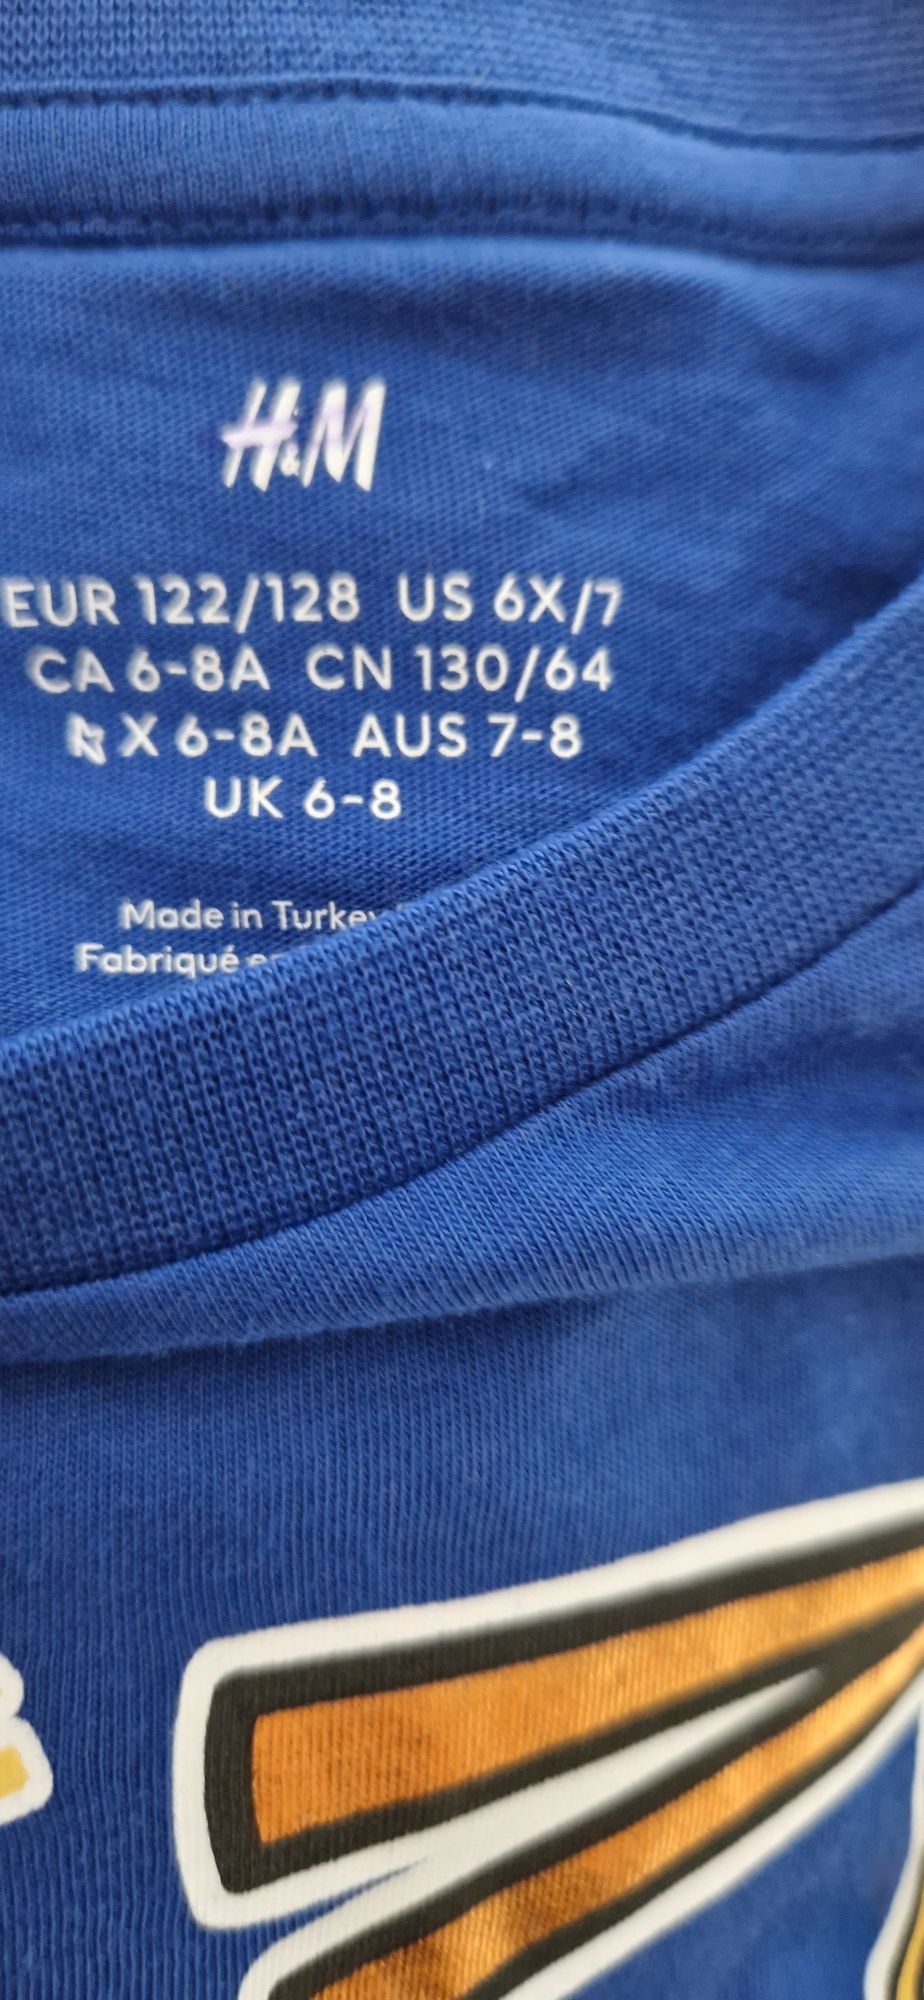 H&M
EUR 122/128 US 6X/7
CA 6-8A CN 130/64
X 6-8A AUS 7-8
UK 6-8
Made in Turkey
Fabriqué